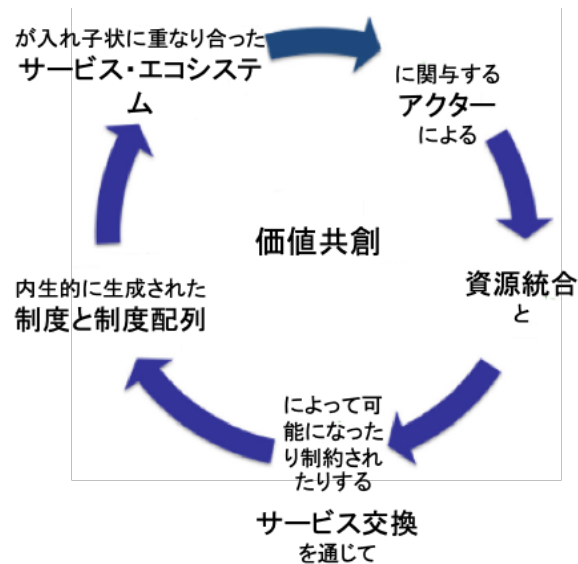 が入れ子状に重なり合った
サービス・エコシステ
ム
に関与する
アクター
による
価値共創
資源統合
と
内生的に生成された
制度と制度配列
によって可
能になった
り制約され
たりする
サービス交換
を通じて